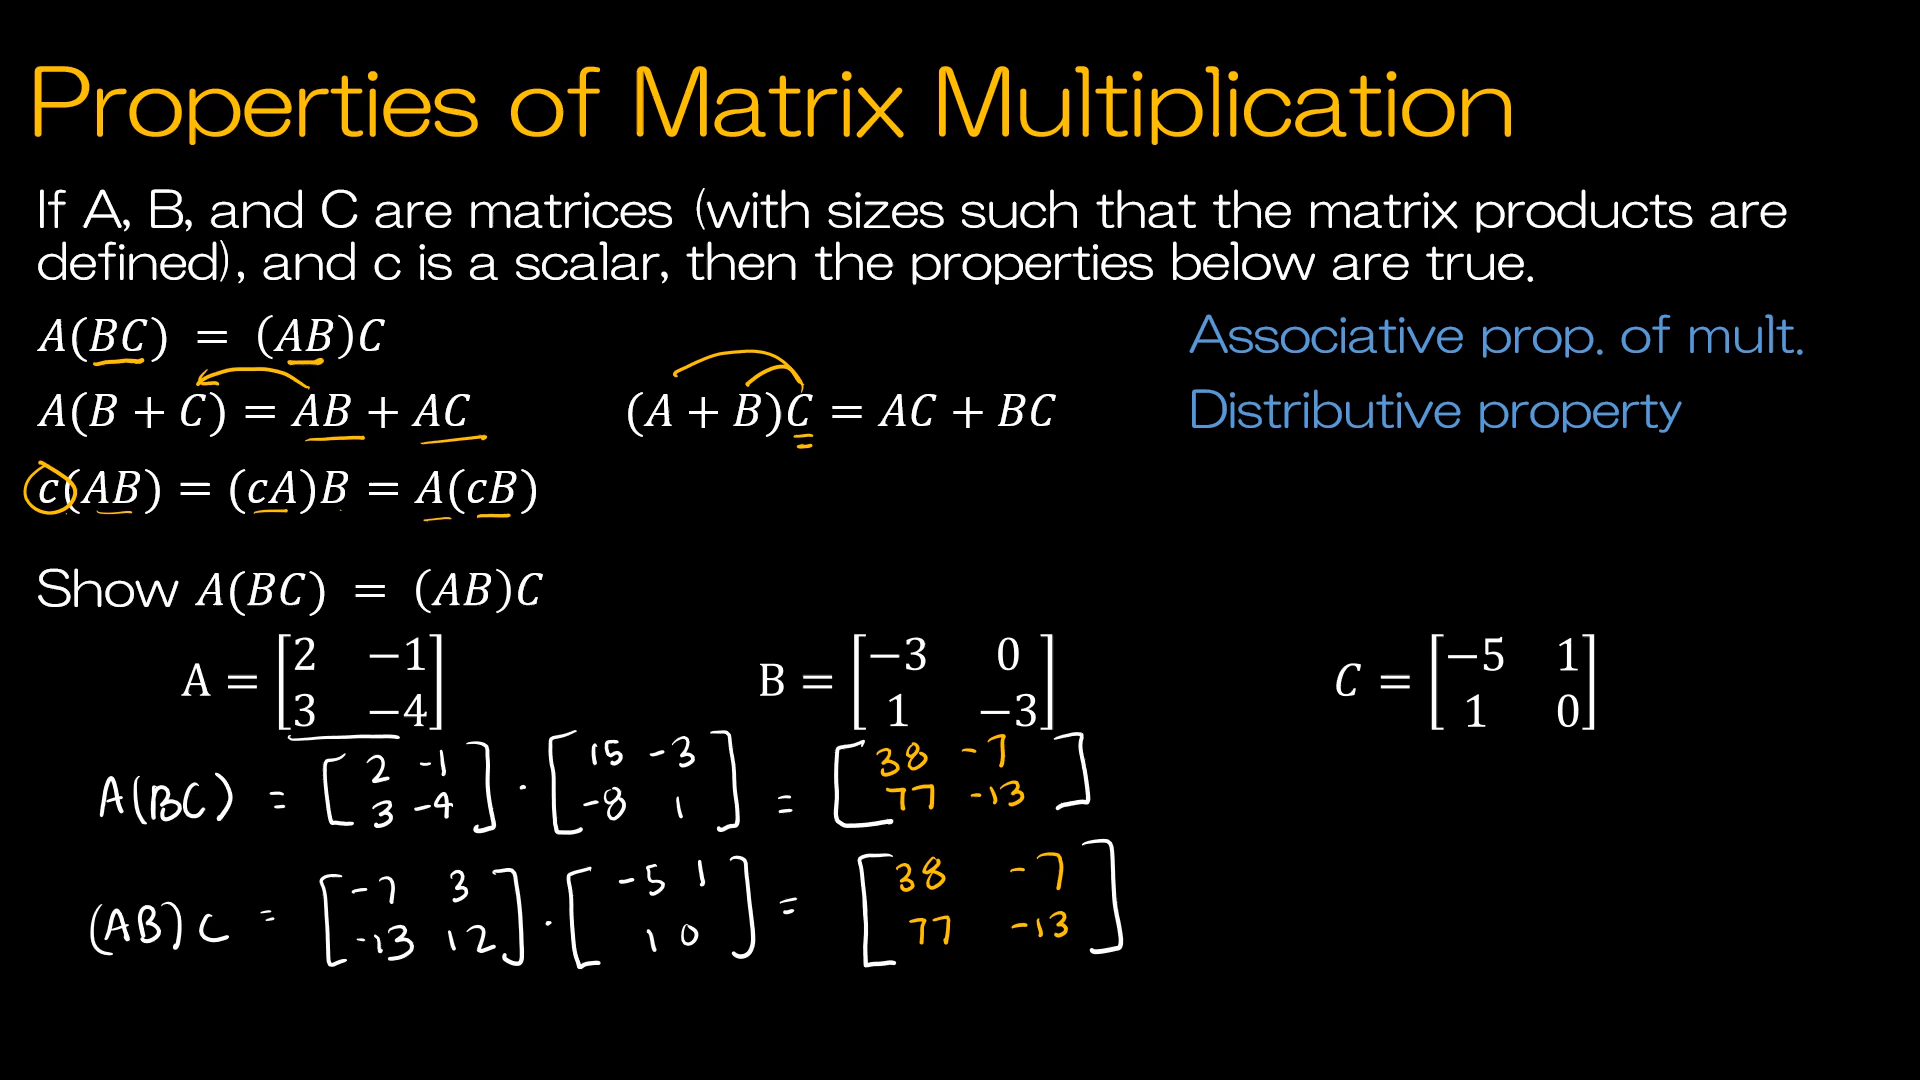 Properties of Matrix Multiplication
If A, B, and C are matrices (with sizes such that the matrix products are
defined), and c is a scalar, then the properties below are true.
A(BC) = (AB)C Associative prop. of mult.
A(B + C) = AB + AC (A + B)C = AC + BC Distributive property
c(AB) = (cA)B = A(cB)
Show A(BC) = (AB)C
A = [2 −1 B = [−3 0 C = [−5 1
3 −4] 1 −3] 1 0]
A(BC) = [2 -1 · [15 -3 = [38 -7
3 -4] -8 1] 77 -13]
(AB)C = [-7 3 · [-5 1 = [38 -7
-13 12] 1 0] 77 -13]